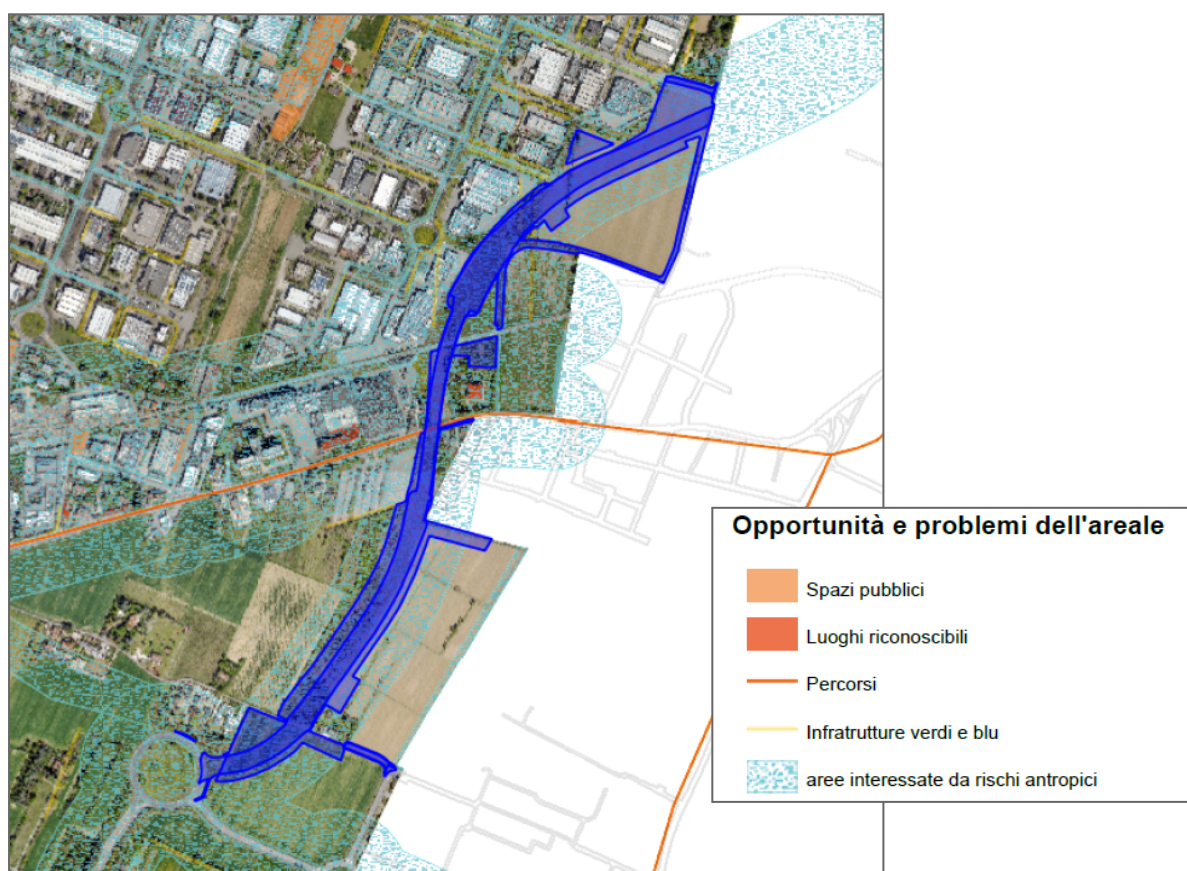 Opportunità e problemi dell'areale
Spazi pubblici
Luoghi riconoscibili
Percorsi
Infratrutture verdi e blu
aree interessate da rischi antropici